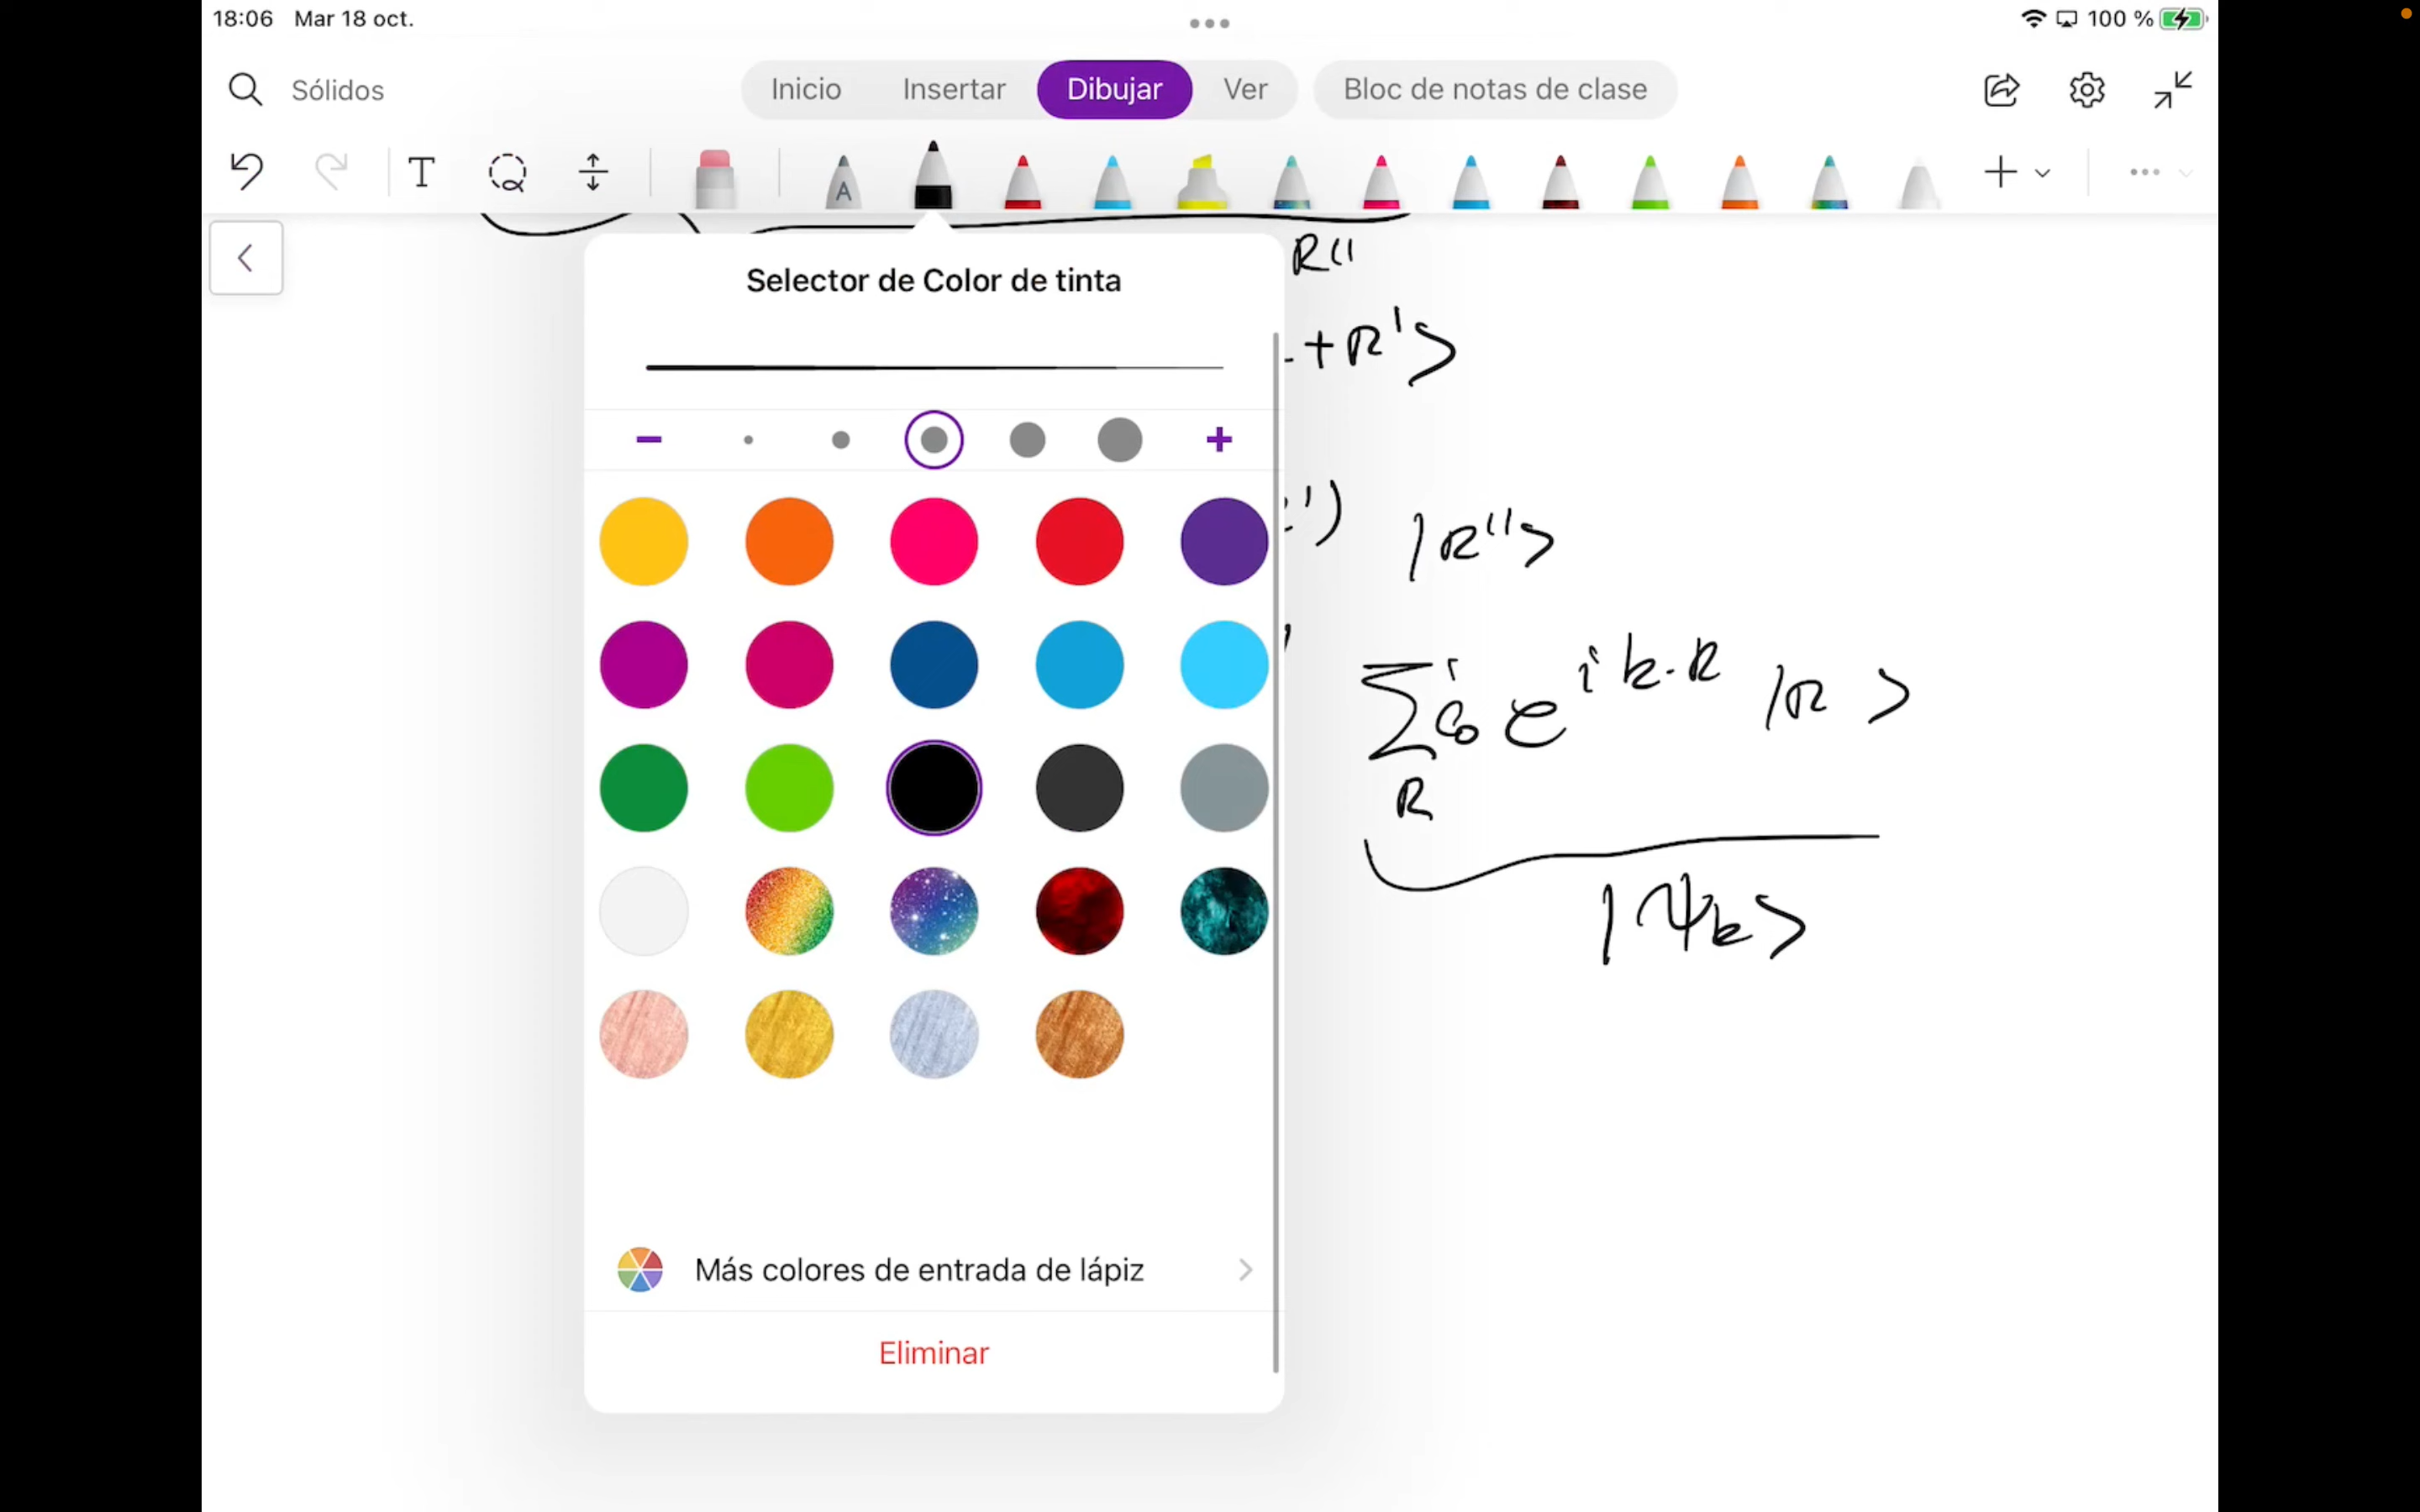 18:06 Mar 18 oct. 100 %
Sólidos Inicio Insertar Dibujar Ver Bloc de notas de clase
T A
Selector de Color de tinta
R''
+R'>
')
|R''>
∑ c₀ e^{ik·R} |R>
R
|ψₖ>
Más colores de entrada de lápiz
Eliminar